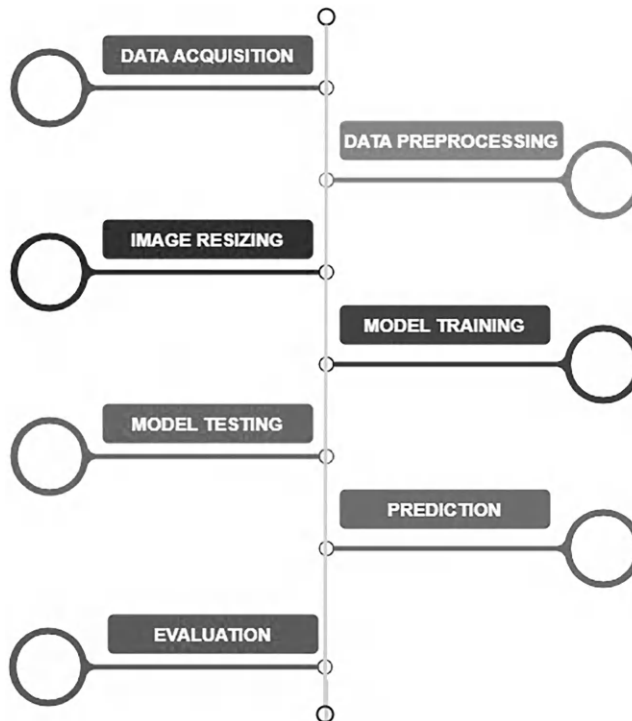 DATA ACQUISITION
DATA PREPROCESSING
IMAGE RESIZING
MODEL TRAINING
MODEL TESTING
PREDICTION
EVALUATION